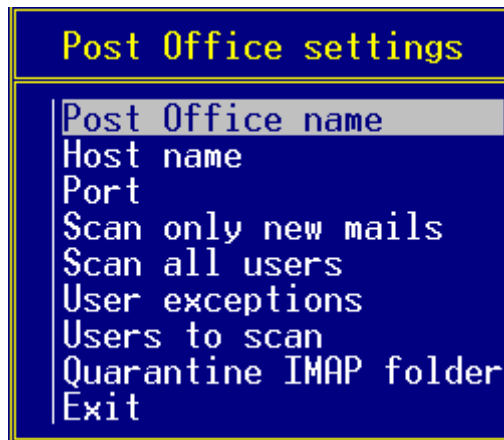 Post Office settings
Post Office name
Host name
Port
Scan only new mails
Scan all users
User exceptions
Users to scan
Quarantine IMAP folder
Exit